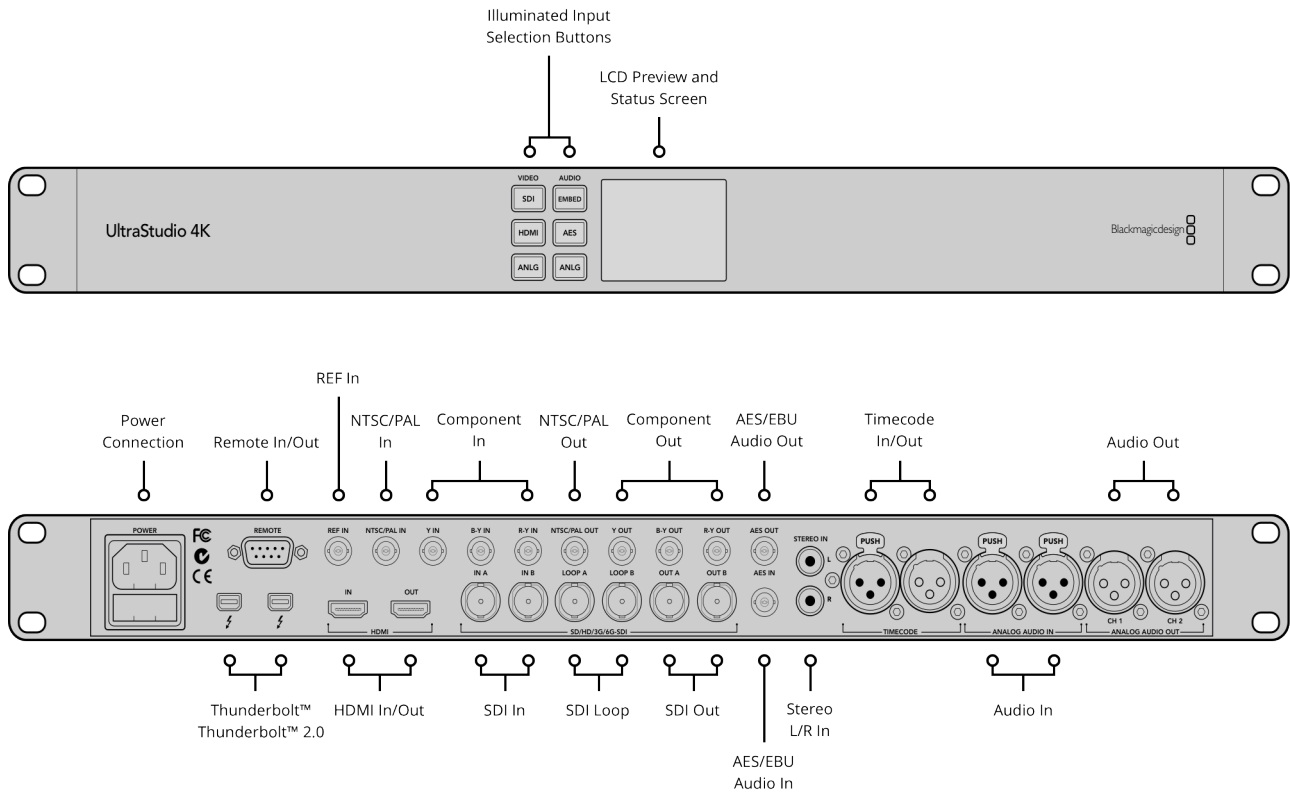 Illuminated Input
Selection Buttons
LCD Preview and
Status Screen
VIDEO AUDIO
SDI EMBED
HDMI AES
ANLG ANLG
UltraStudio 4K
Blackmagicdesign
REF In
Power
Connection
Remote In/Out
NTSC/PAL
In
Component
In
NTSC/PAL
Out
Component
Out
AES/EBU
Audio Out
Timecode
In/Out
Audio Out
POWER
FC
CE
REMOTE
REF IN
NTSC/PAL IN
Y IN
B-Y IN
R-Y IN
NTSC/PAL OUT
Y OUT
B-Y OUT
R-Y OUT
AES OUT
STEREO IN
L
R
PUSH
PUSH
PUSH
IN A
IN B
LOOP A
LOOP B
OUT A
OUT B
AES IN
IN
OUT
HDMI
SD/HD/3G/6G-SDI
TIMECODE
ANALOG AUDIO IN
CH 1
CH 2
ANALOG AUDIO OUT
Thunderbolt™
Thunderbolt™ 2.0
HDMI In/Out
SDI In
SDI Loop
SDI Out
AES/EBU
Audio In
Stereo
L/R In
Audio In